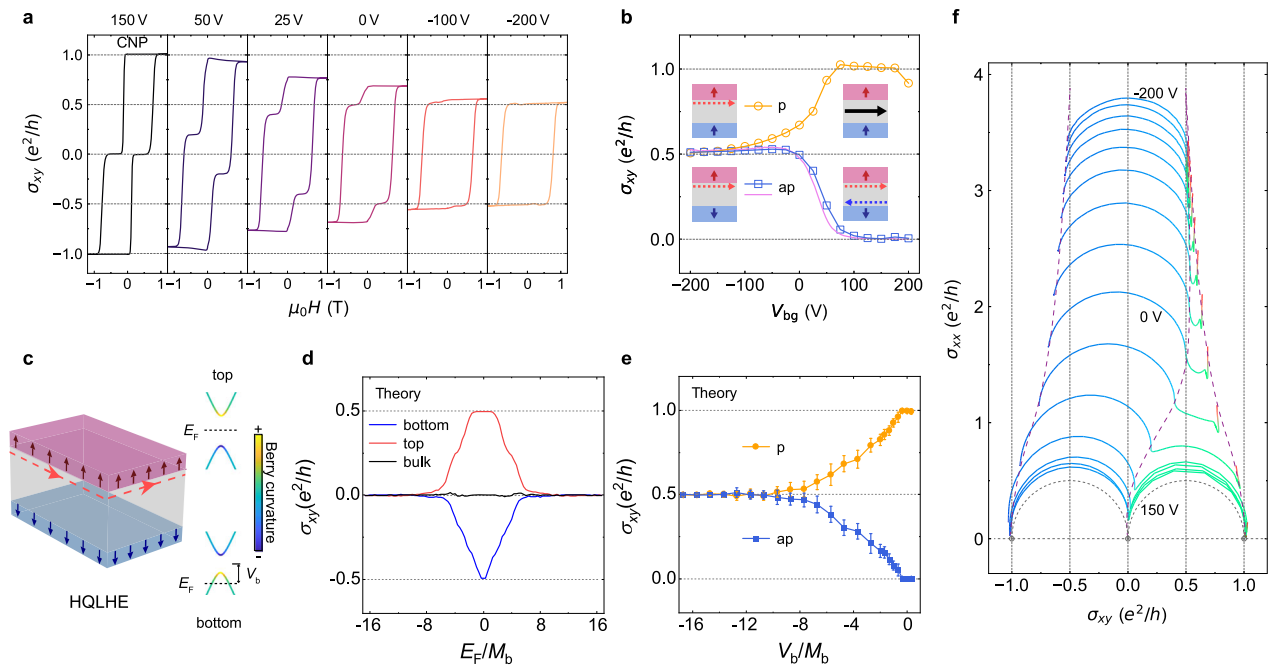 a
150 V 50 V 25 V 0 V -100 V -200 V
CNP
1.0
0.5
0.0
−0.5
−1.0
σxy (e²/h)
−1 0 1 −1 0 1 −1 0 1 −1 0 1 −1 0 1 −1 0 1
μ₀H (T)
b
1.0
0.5
0.0
σxy (e²/h)
p
ap
−200 −100 0 100 200
Vbg (V)
c
top
EF
+
Berry curvature
-
EF
Vb
HQLHE
bottom
d
Theory
bottom
top
bulk
0.5
0.0
-0.5
σxy(e²/h)
-16 -8 0 8 16
EF/Mb
e
Theory
p
ap
1.0
0.5
0.0
σxy(e²/h)
-16 -12 -8 -4 0
Vb/Mb
f
4
3
2
1
0
σxx (e²/h)
-200 V
0 V
150 V
−1.0 −0.5 0.0 0.5 1.0
σxy (e²/h)